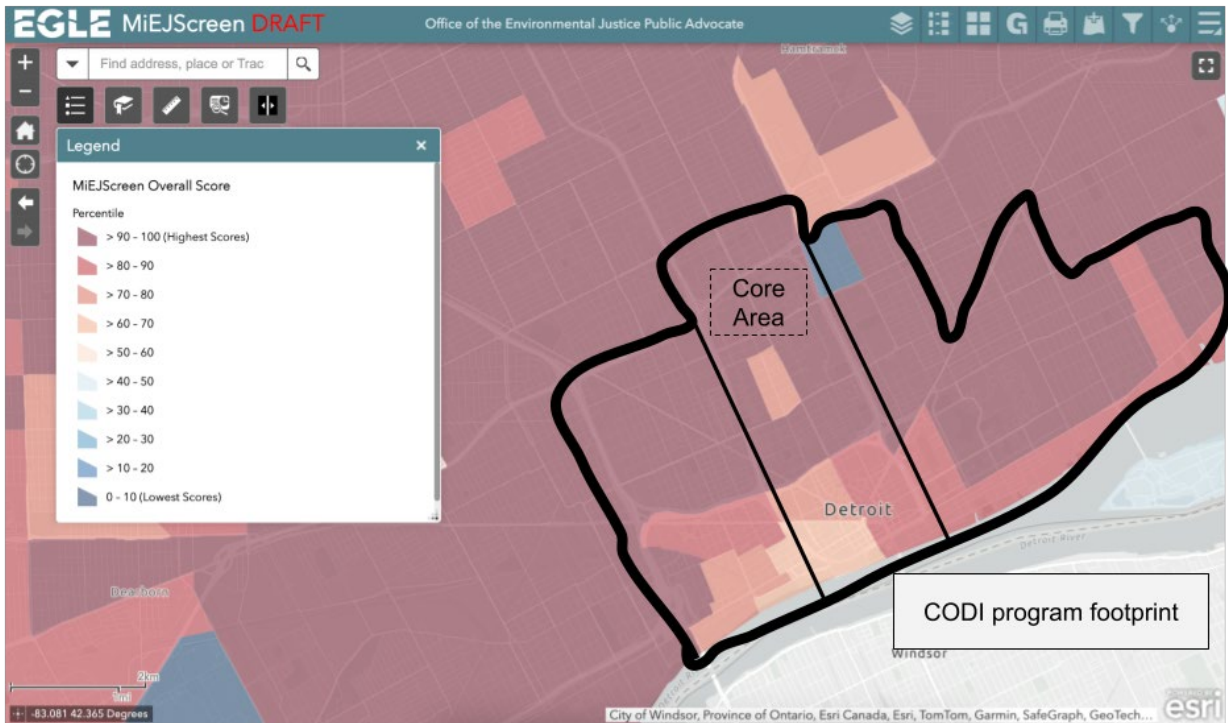 EGLE MiEJScreen DRAFT
Office of the Environmental Justice Public Advocate
G
+
Find address, place or Trac
−
Legend
×
MiEJScreen Overall Score
Percentile
> 90 - 100 (Highest Scores)
> 80 - 90
> 70 - 80
> 60 - 70
> 50 - 60
> 40 - 50
> 30 - 40
> 20 - 30
> 10 - 20
0 - 10 (Lowest Scores)
Hamtramck
Core
Area
Detroit
Detroit River
Dearborn
CODI program footprint
Windsor
2km
1mi
-83.081 42.365 Degrees
City of Windsor, Province of Ontario, Esri Canada, Esri, TomTom, Garmin, SafeGraph, GeoTech...
POWERED BY
esri